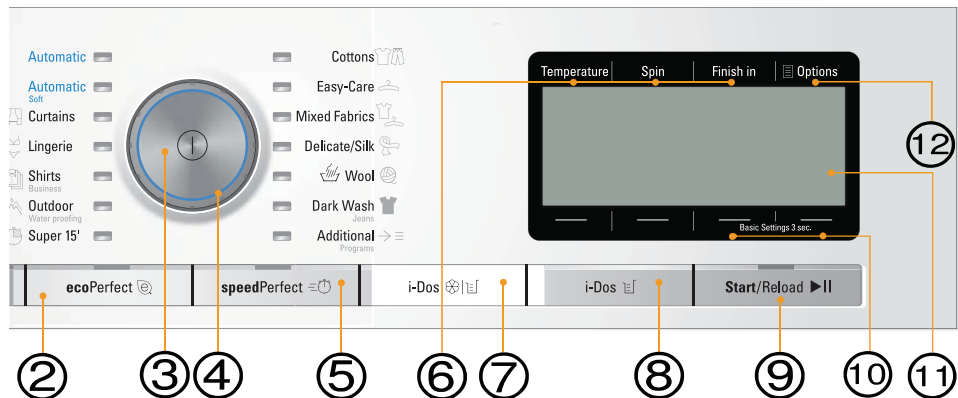 Automatic
Automatic
Soft
Curtains
Lingerie
Shirts
Business
Outdoor
Water proofing
Super 15'
Cottons
Easy-Care
Mixed Fabrics
Delicate/Silk
Wool
Dark Wash
Jeans
Additional
Programs
Temperature Spin Finish in Options
Basic Settings 3 sec.
ecoPerfect speedPerfect i-Dos i-Dos Start/Reload
② ③ ④ ⑤ ⑥ ⑦ ⑧ ⑨ ⑩ ⑪
⑫